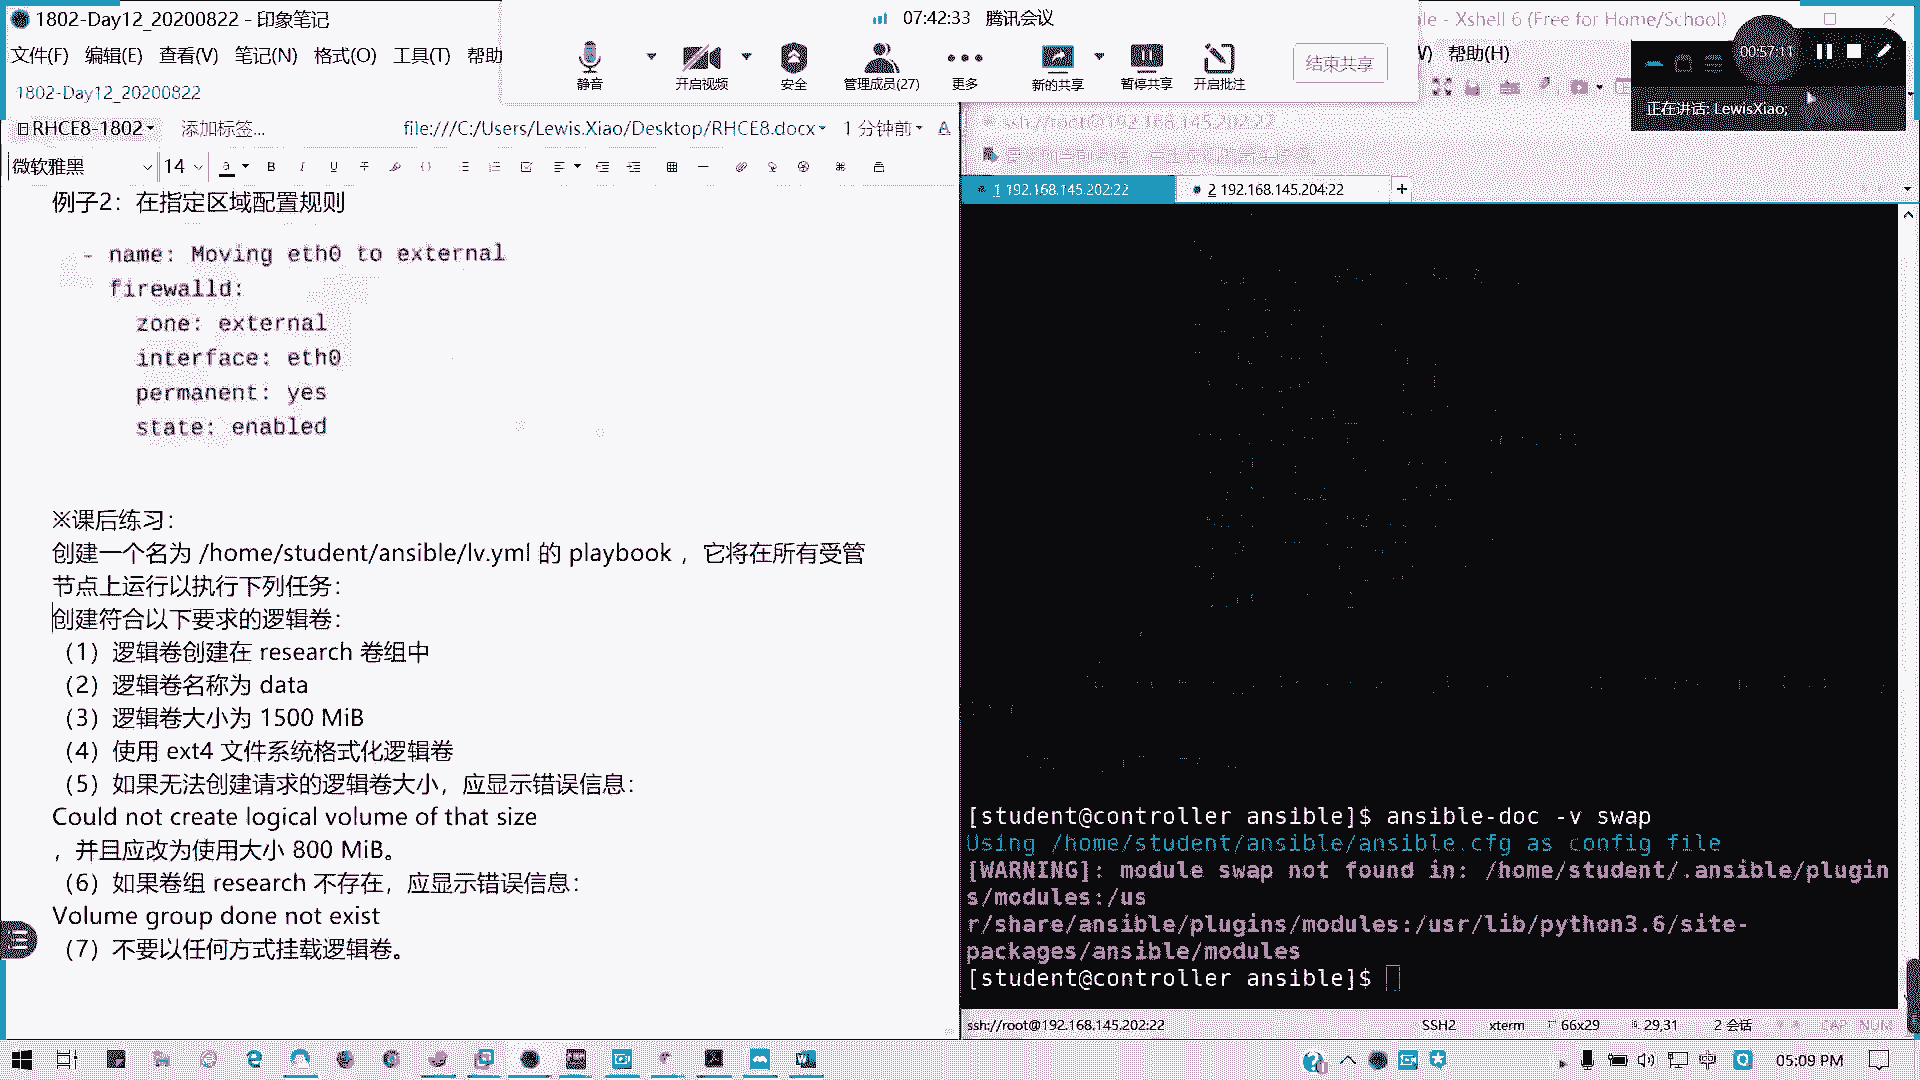 1802-Day12_20200822 - 印象笔记
文件(F) 编辑(E) 查看(V) 笔记(N) 格式(O) 工具(T) 帮助
1802-Day12_20200822
RHCE8-1802 添加标签... file:///C:/Users/Lewis.Xiao/Desktop/RHCE8.docx 1 分钟前
微软雅黑 14
07:42:33 腾讯会议
静音 开启视频 安全 管理成员(27) 更多 新的共享 暂停共享 开启批注 结束共享
- Xshell 6 (Free for Home/School)
帮助(H)
00:57:11
正在讲话: LewisXiao;
ssh://root@192.168.145.202:22
1 192.168.145.202:22 2 192.168.145.204:22 +
例子2：在指定区域配置规则
- name: Moving eth0 to external
firewalld:
zone: external
interface: eth0
permanent: yes
state: enabled
※课后练习：
创建一个名为 /home/student/ansible/lv.yml 的 playbook ，它将在所有受管
节点上运行以执行下列任务：
创建符合以下要求的逻辑卷：
（1）逻辑卷创建在 research 卷组中
（2）逻辑卷名称为 data
（3）逻辑卷大小为 1500 MiB
（4）使用 ext4 文件系统格式化逻辑卷
（5）如果无法创建请求的逻辑卷大小，应显示错误信息：
Could not create logical volume of that size
，并且应改为使用大小 800 MiB。
（6）如果卷组 research 不存在，应显示错误信息：
Volume group done not exist
（7）不要以任何方式挂载逻辑卷。
[student@controller ansible]$ ansible-doc -v swap
Using /home/student/ansible/ansible.cfg as config file
[WARNING]: module swap not found in: /home/student/.ansible/plugin
s/modules:/us
r/share/ansible/plugins/modules:/usr/lib/python3.6/site-
packages/ansible/modules
[student@controller ansible]$
ssh://root@192.168.145.202:22 SSH2 xterm 66x29 29,31 2 会话 CAP NUM
中 05:09 PM